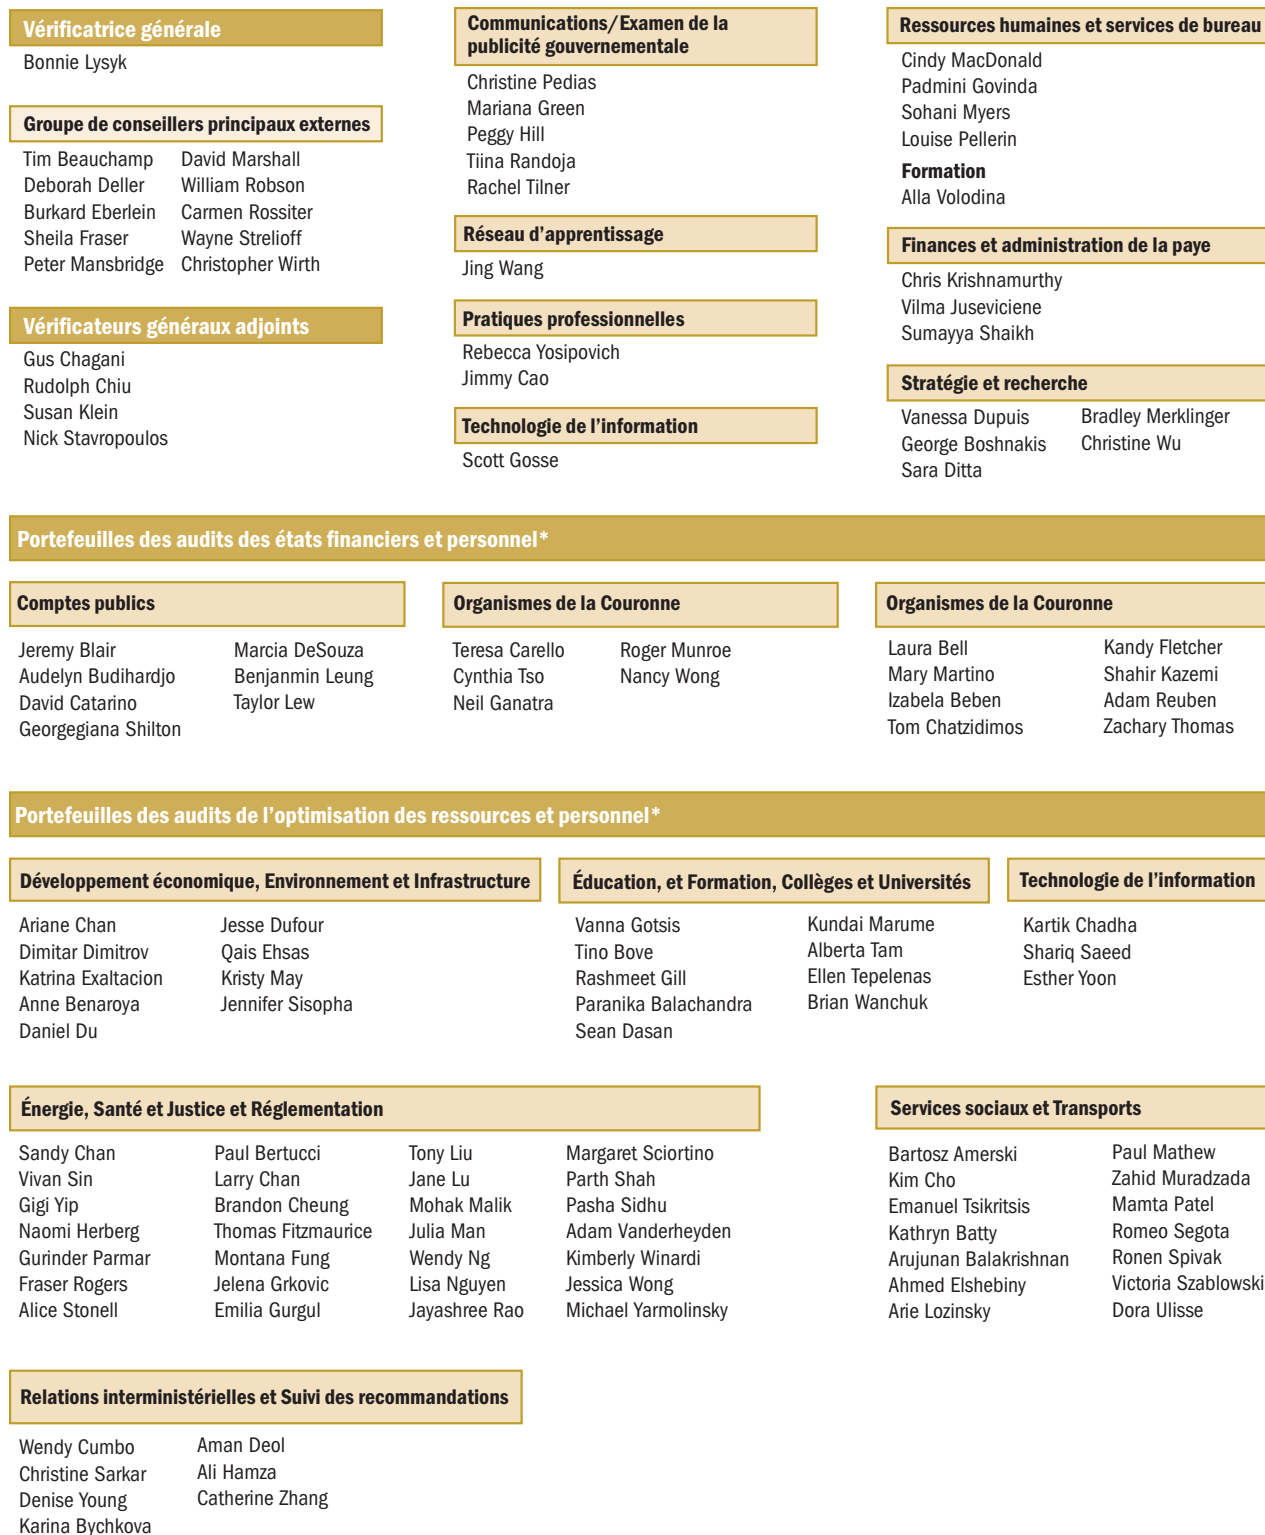 Vérificatrice générale
Bonnie Lysyk
Groupe de conseillers principaux externes
Tim Beauchamp
Deborah Deller
Burkard Eberlein
Sheila Fraser
Peter Mansbridge
David Marshall
William Robson
Carmen Rossiter
Wayne Strelioff
Christopher Wirth
Vérificateurs généraux adjoints
Gus Chagani
Rudolph Chiu
Susan Klein
Nick Stavropoulos
Communications/Examen de la
publicité gouvernementale
Christine Pedias
Mariana Green
Peggy Hill
Tiina Randoja
Rachel Tilner
Réseau d'apprentissage
Jing Wang
Pratiques professionnelles
Rebecca Yosipovich
Jimmy Cao
Technologie de l'information
Scott Gosse
Ressources humaines et services de bureau
Cindy MacDonald
Padmini Govinda
Sohani Myers
Louise Pellerin
Formation
Alla Volodina
Finances et administration de la paye
Chris Krishnamurthy
Vilma Juseviciene
Sumayya Shaikh
Stratégie et recherche
Vanessa Dupuis
George Boshnakis
Sara Ditta
Bradley Merklinger
Christine Wu
Portefeuilles des audits des états financiers et personnel*
Comptes publics
Jeremy Blair
Audelyn Budihardjo
David Catarino
Georgegiana Shilton
Marcia DeSouza
Benjanmin Leung
Taylor Lew
Organismes de la Couronne
Teresa Carello
Cynthia Tso
Neil Ganatra
Roger Munroe
Nancy Wong
Organismes de la Couronne
Laura Bell
Mary Martino
Izabela Beben
Tom Chatzidimos
Kandy Fletcher
Shahir Kazemi
Adam Reuben
Zachary Thomas
Portefeuilles des audits de l'optimisation des ressources et personnel*
Développement économique, Environnement et Infrastructure
Ariane Chan
Dimitar Dimitrov
Katrina Exaltacion
Anne Benaroya
Daniel Du
Jesse Dufour
Qais Ehsas
Kristy May
Jennifer Sisopha
Éducation, et Formation, Collèges et Universités
Vanna Gotsis
Tino Bove
Rashmeet Gill
Paranika Balachandra
Sean Dasan
Kundai Marume
Alberta Tam
Ellen Tepelenas
Brian Wanchuk
Technologie de l'information
Kartik Chadha
Shariq Saeed
Esther Yoon
Énergie, Santé et Justice et Réglementation
Sandy Chan
Vivan Sin
Gigi Yip
Naomi Herberg
Gurinder Parmar
Fraser Rogers
Alice Stonell
Paul Bertucci
Larry Chan
Brandon Cheung
Thomas Fitzmaurice
Montana Fung
Jelena Grkovic
Emilia Gurgul
Tony Liu
Jane Lu
Mohak Malik
Julia Man
Wendy Ng
Lisa Nguyen
Jayashree Rao
Margaret Sciortino
Parth Shah
Pasha Sidhu
Adam Vanderheyden
Kimberly Winardi
Jessica Wong
Michael Yarmolinsky
Services sociaux et Transports
Bartosz Amerski
Kim Cho
Emanuel Tsikritsis
Kathryn Batty
Arujunan Balakrishnan
Ahmed Elshebiny
Arie Lozinsky
Paul Mathew
Zahid Muradzada
Mamta Patel
Romeo Segota
Ronen Spivak
Victoria Szablowski
Dora Ulisse
Relations interministérielles et Suivi des recommandations
Wendy Cumbo
Christine Sarkar
Denise Young
Karina Bychkova
Aman Deol
Ali Hamza
Catherine Zhang